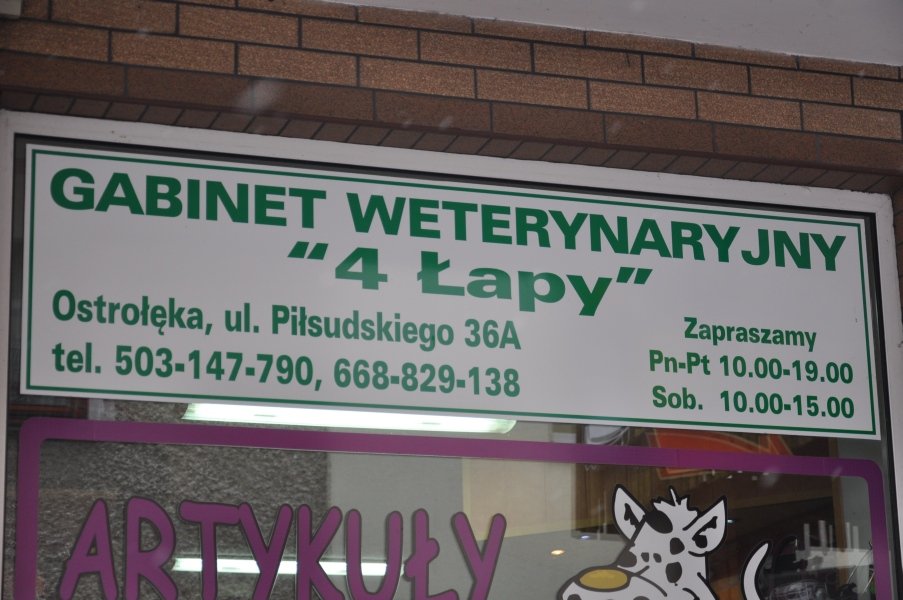 GABINET WETERYNARYJNY
“4 Łapy”
Ostrołęka, ul. Piłsudskiego 36A
tel. 503-147-790, 668-829-138
Zapraszamy
Pn-Pt 10.00-19.00
Sob. 10.00-15.00
ARTYKUŁY